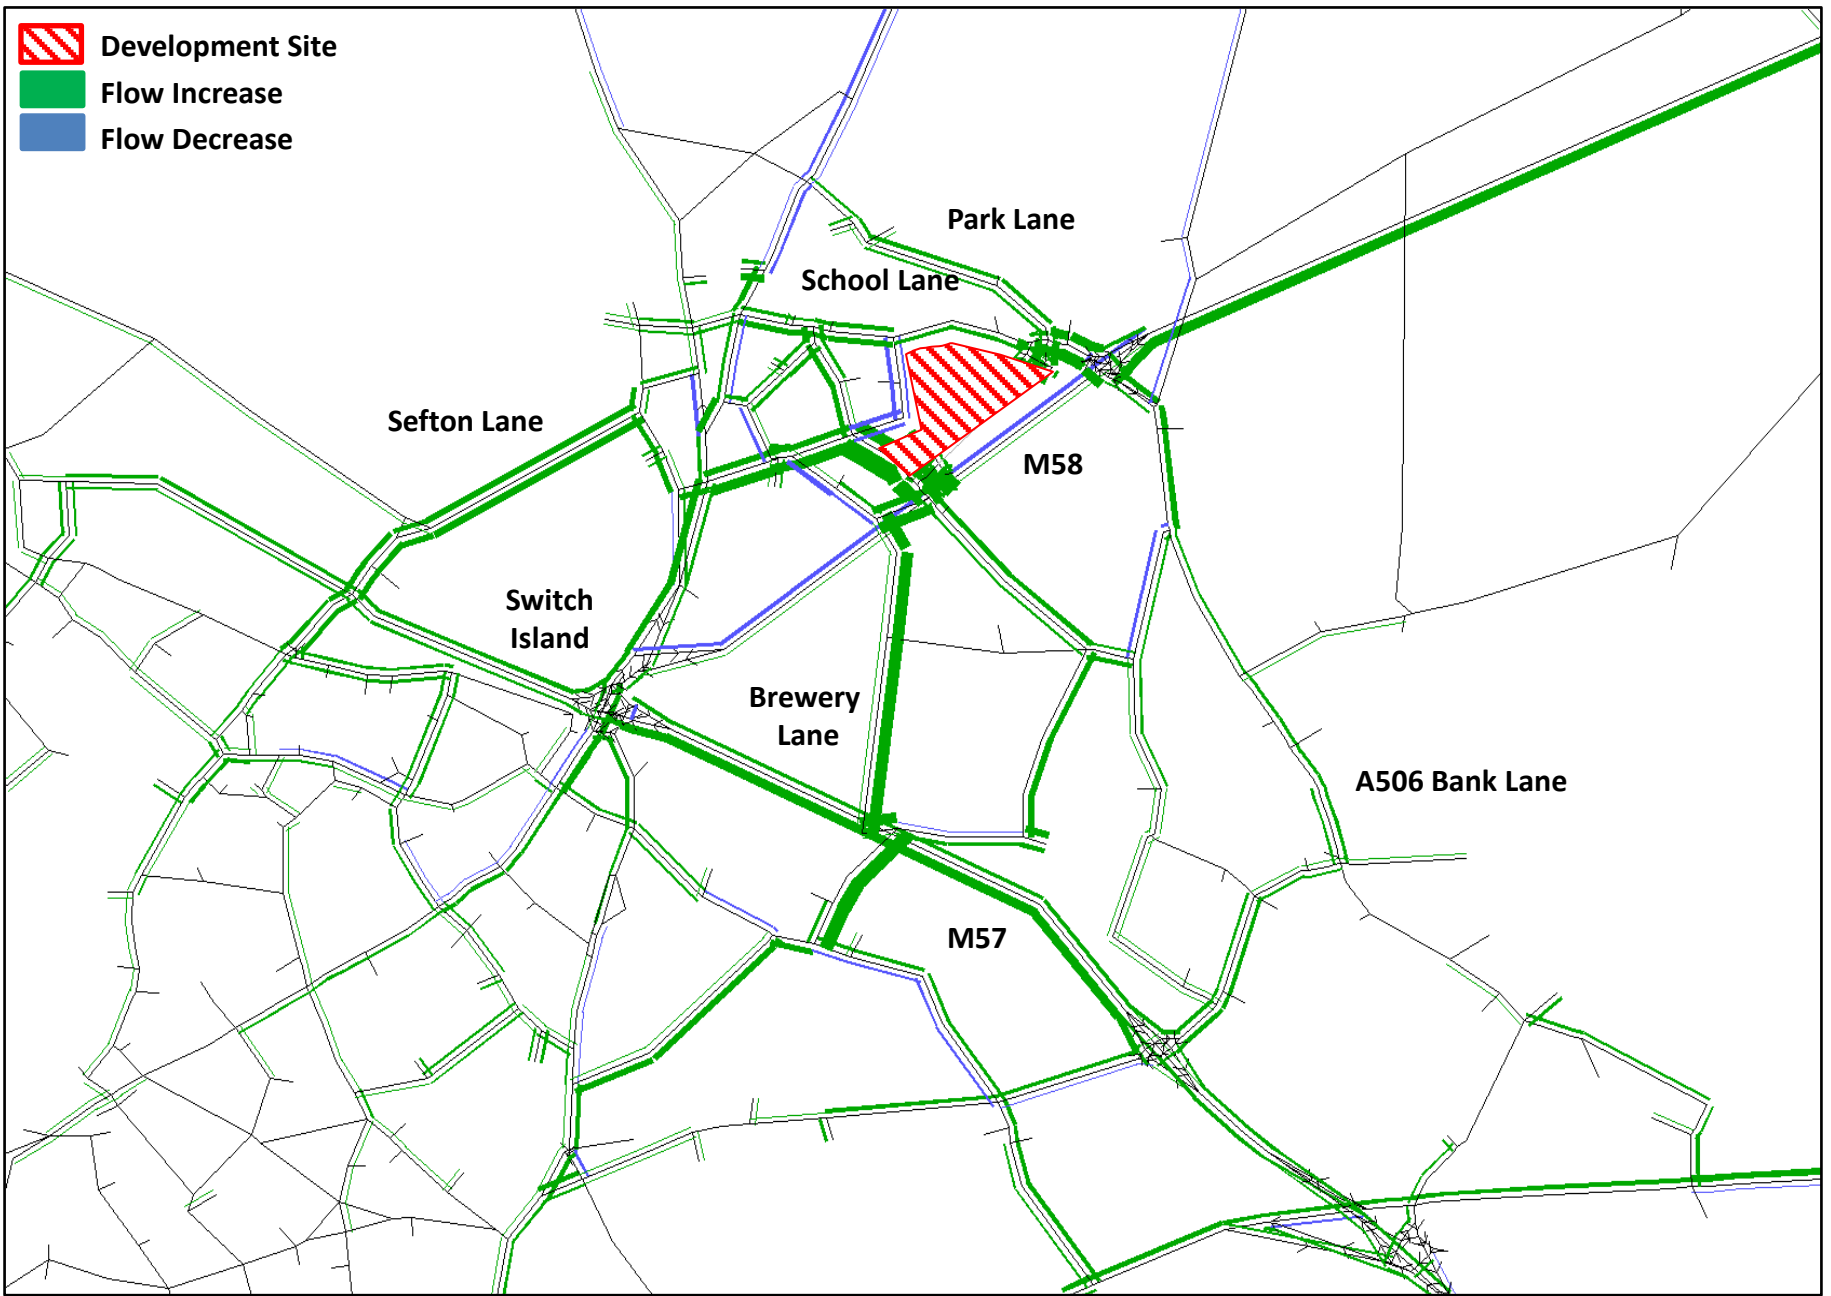 Development Site
Flow Increase
Flow Decrease
Park Lane
School Lane
Sefton Lane
M58
Switch
Island
Brewery
Lane
A506 Bank Lane
M57